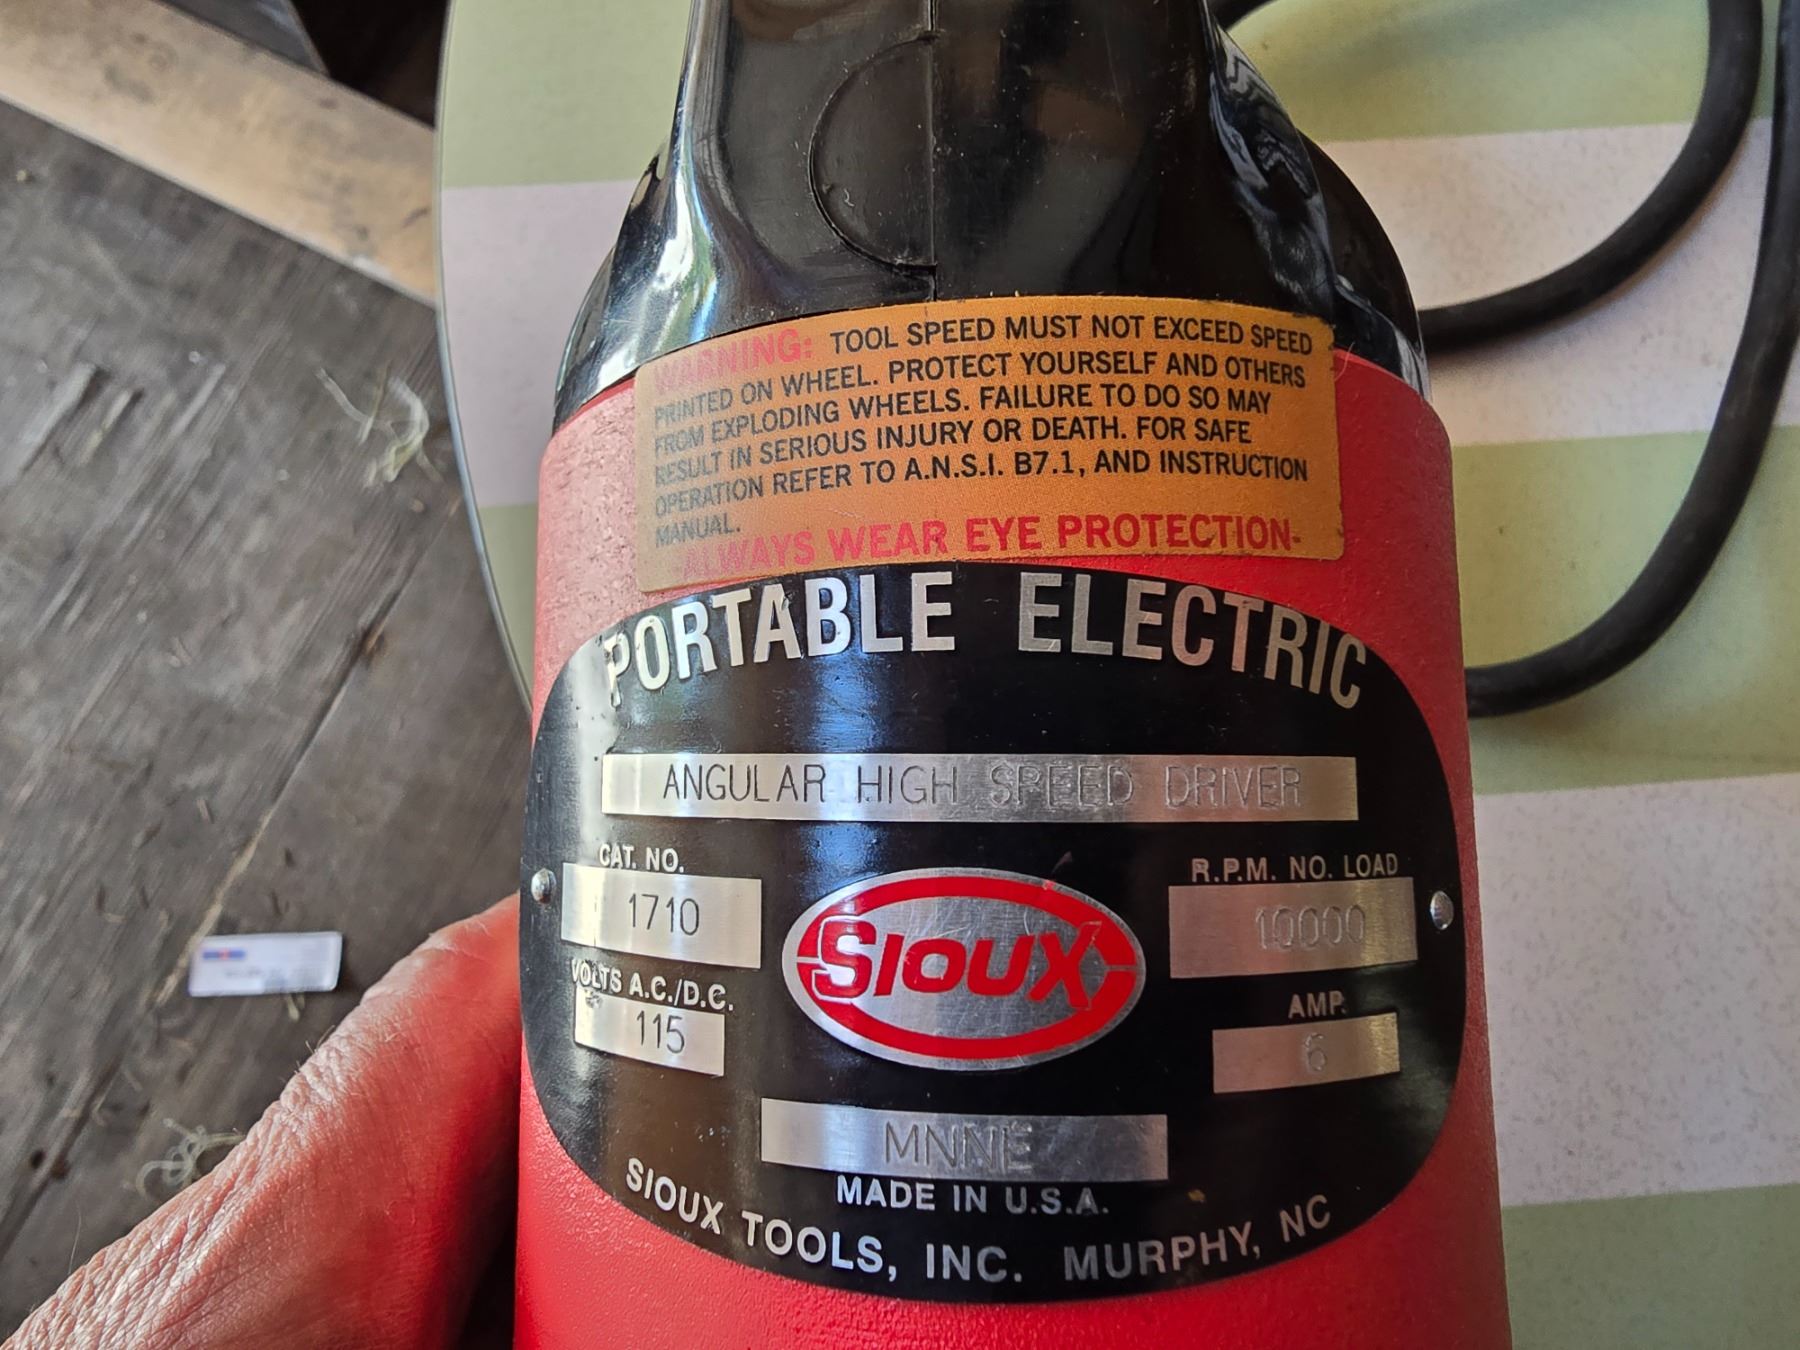 WARNING: TOOL SPEED MUST NOT EXCEED SPEED
PRINTED ON WHEEL. PROTECT YOURSELF AND OTHERS
FROM EXPLODING WHEELS. FAILURE TO DO SO MAY
RESULT IN SERIOUS INJURY OR DEATH. FOR SAFE
OPERATION REFER TO A.N.S.I. B7.1, AND INSTRUCTION
MANUAL.
-ALWAYS WEAR EYE PROTECTION-
PORTABLE ELECTRIC
ANGULAR HIGH SPEED DRIVER
CAT. NO.
1710
VOLTS A.C./D.C.
115
SIOUX
R.P.M. NO. LOAD
10000
AMP.
6
MNNE
MADE IN U.S.A.
SIOUX TOOLS, INC. MURPHY, NC